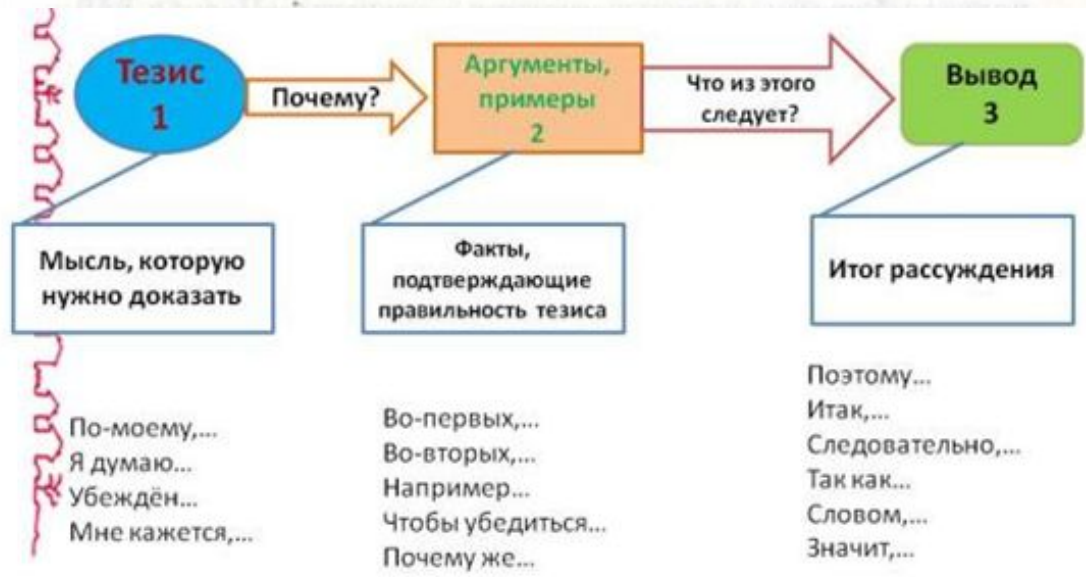 Тезис
1
Почему?
Аргументы,
примеры
2
Что из этого
следует?
Вывод
3
Мысль, которую
нужно доказать
Факты,
подтверждающие
правильность тезиса
Итог рассуждения
По-моему,...
Я думаю...
Убеждён...
Мне кажется,...
Во-первых,...
Во-вторых,...
Например...
Чтобы убедиться...
Почему же...
Поэтому...
Итак,...
Следовательно,...
Так как...
Словом,...
Значит,...